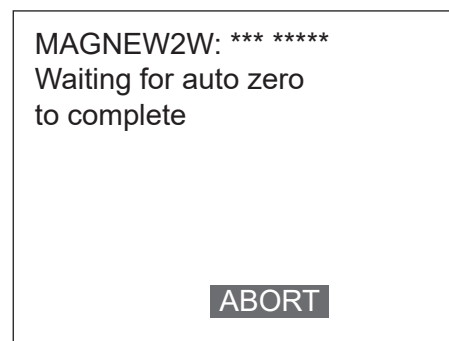 MAGNEW2W: *** *****
Waiting for auto zero
to complete
ABORT